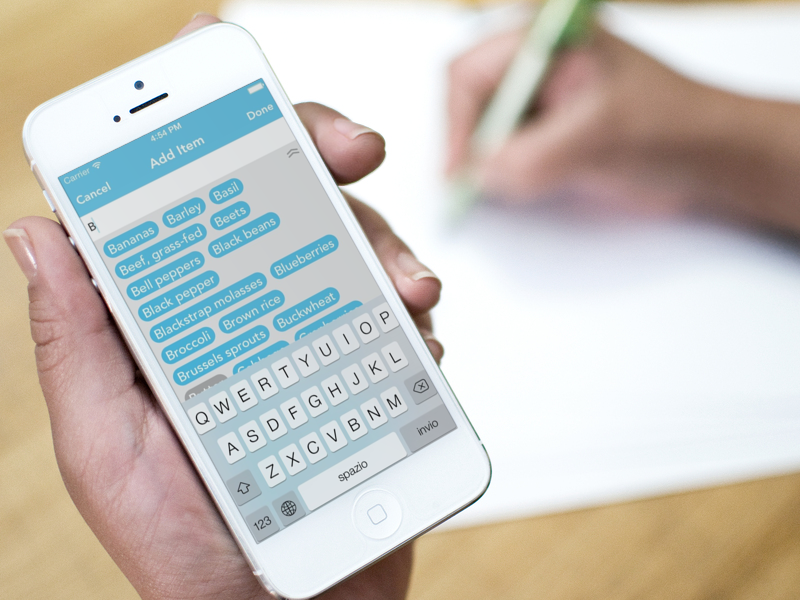 Carrier 4:54 PM
Cancel Add Item Done
B
Bananas Barley Basil
Beef, grass-fed Beets
Bell peppers Black beans
Black pepper
Blackstrap molasses Blueberries
Broccoli Brown rice
Brussels sprouts Buckwheat
Q W E R T Y U I O P
A S D F G H J K L
Z X C V B N M
123 spazio invio